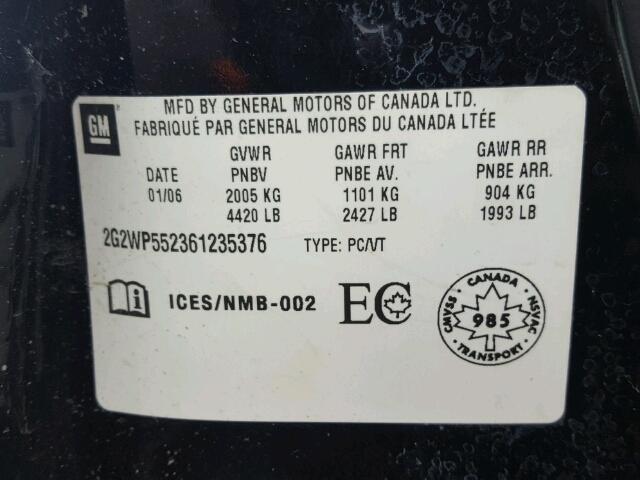 GM
MFD BY GENERAL MOTORS OF CANADA LTD.
FABRIQUÉ PAR GENERAL MOTORS DU CANADA LTÉE
GVWR GAWR FRT GAWR RR
DATE PNBV PNBE AV. PNBE ARR.
01/06 2005 KG 1101 KG 904 KG
4420 LB 2427 LB 1993 LB
2G2WP552361235376 TYPE: PC/VT
i ICES/NMB-002 EC
CANADA
CMVSS NSVAC
985
TRANSPORT